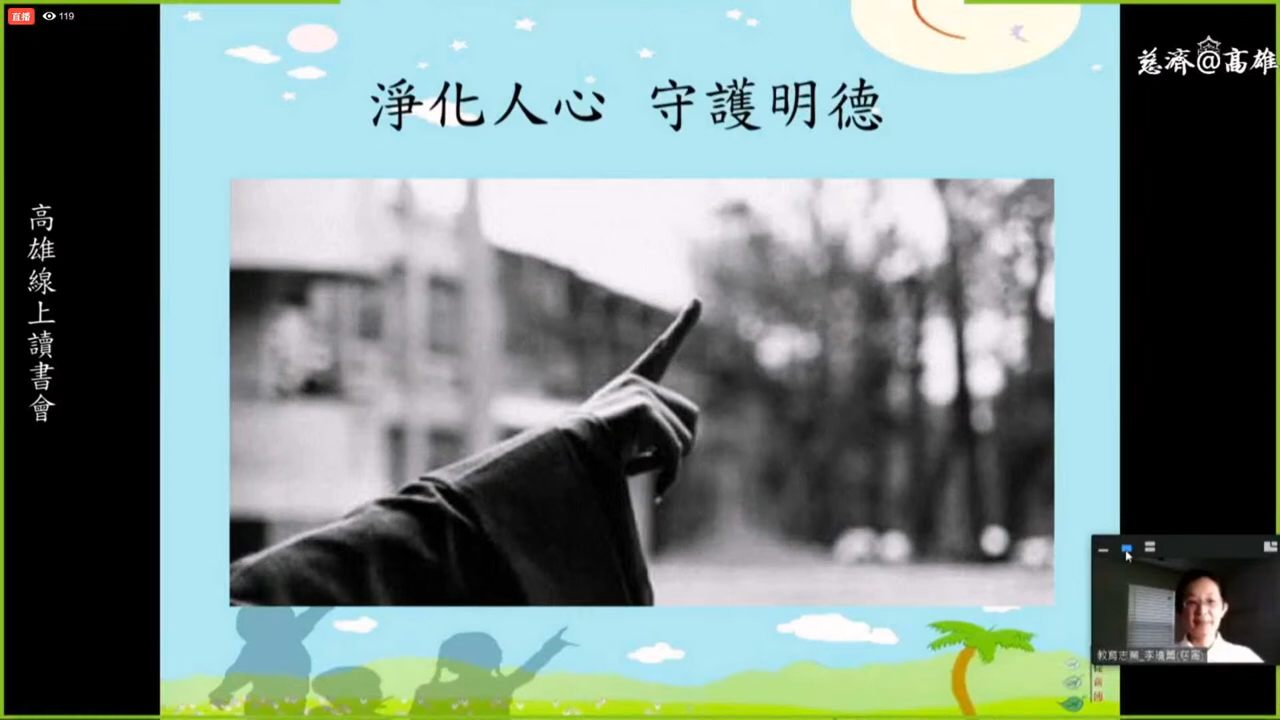 直播 119
慈濟@高雄
淨化人心 守護明德
高雄線上讀書會